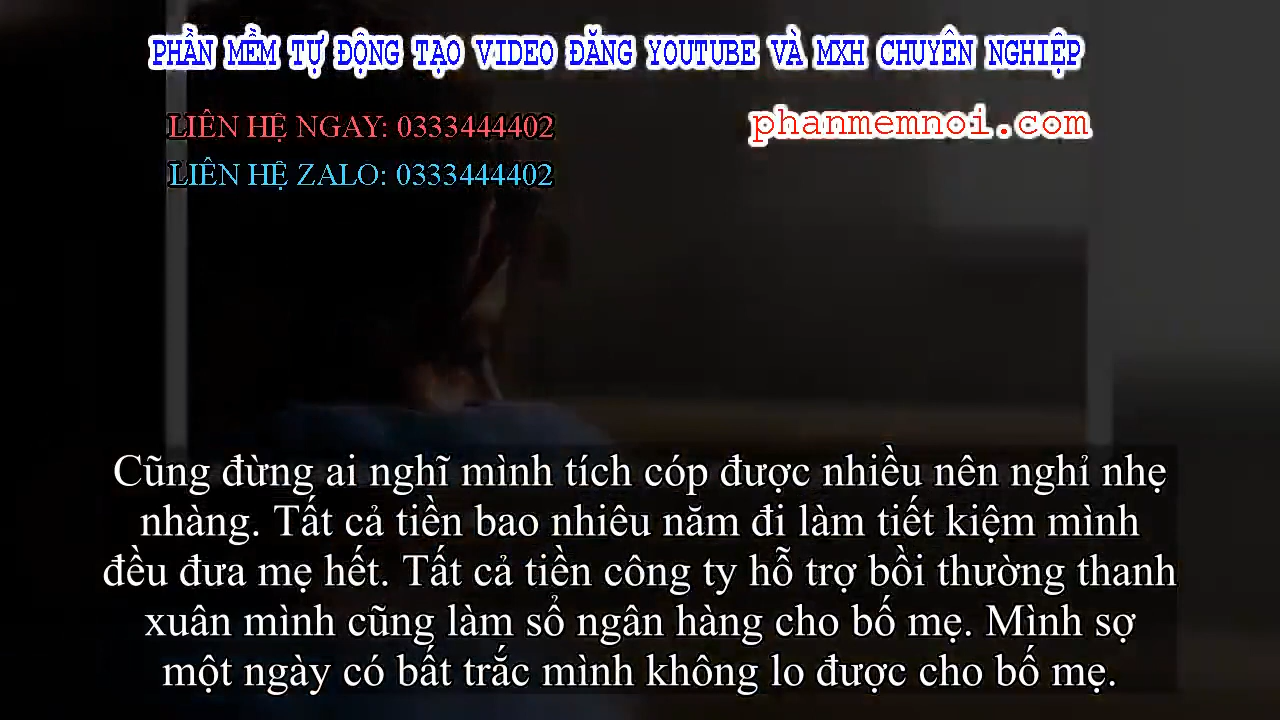 PHẦN MỀM TỰ ĐỘNG TẠO VIDEO ĐĂNG YOUTUBE VÀ MXH CHUYÊN NGHIỆP
LIÊN HỆ NGAY: 0333444402
phanmemnoi.com
LIÊN HỆ ZALO: 0333444402
Cũng đừng ai nghĩ mình tích cóp được nhiều nên nghỉ nhẹ
nhàng. Tất cả tiền bao nhiêu năm đi làm tiết kiệm mình
đều đưa mẹ hết. Tất cả tiền công ty hỗ trợ bồi thường thanh
xuân mình cũng làm sổ ngân hàng cho bố mẹ. Mình sợ
một ngày có bất trắc mình không lo được cho bố mẹ.